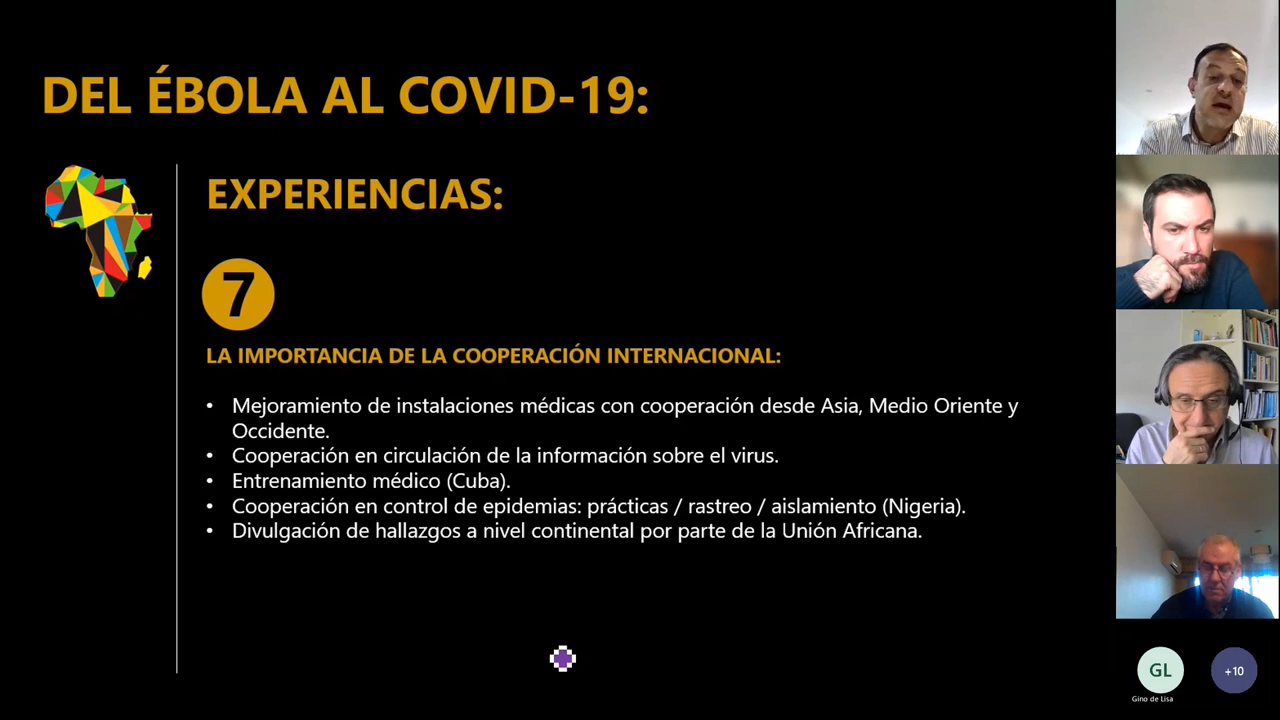 DEL ÉBOLA AL COVID-19:
EXPERIENCIAS:
7
LA IMPORTANCIA DE LA COOPERACIÓN INTERNACIONAL:
• Mejoramiento de instalaciones médicas con cooperación desde Asia, Medio Oriente y
Occidente.
• Cooperación en circulación de la información sobre el virus.
• Entrenamiento médico (Cuba).
• Cooperación en control de epidemias: prácticas / rastreo / aislamiento (Nigeria).
• Divulgación de hallazgos a nivel continental por parte de la Unión Africana.
GL
+10
Gino de Lisa